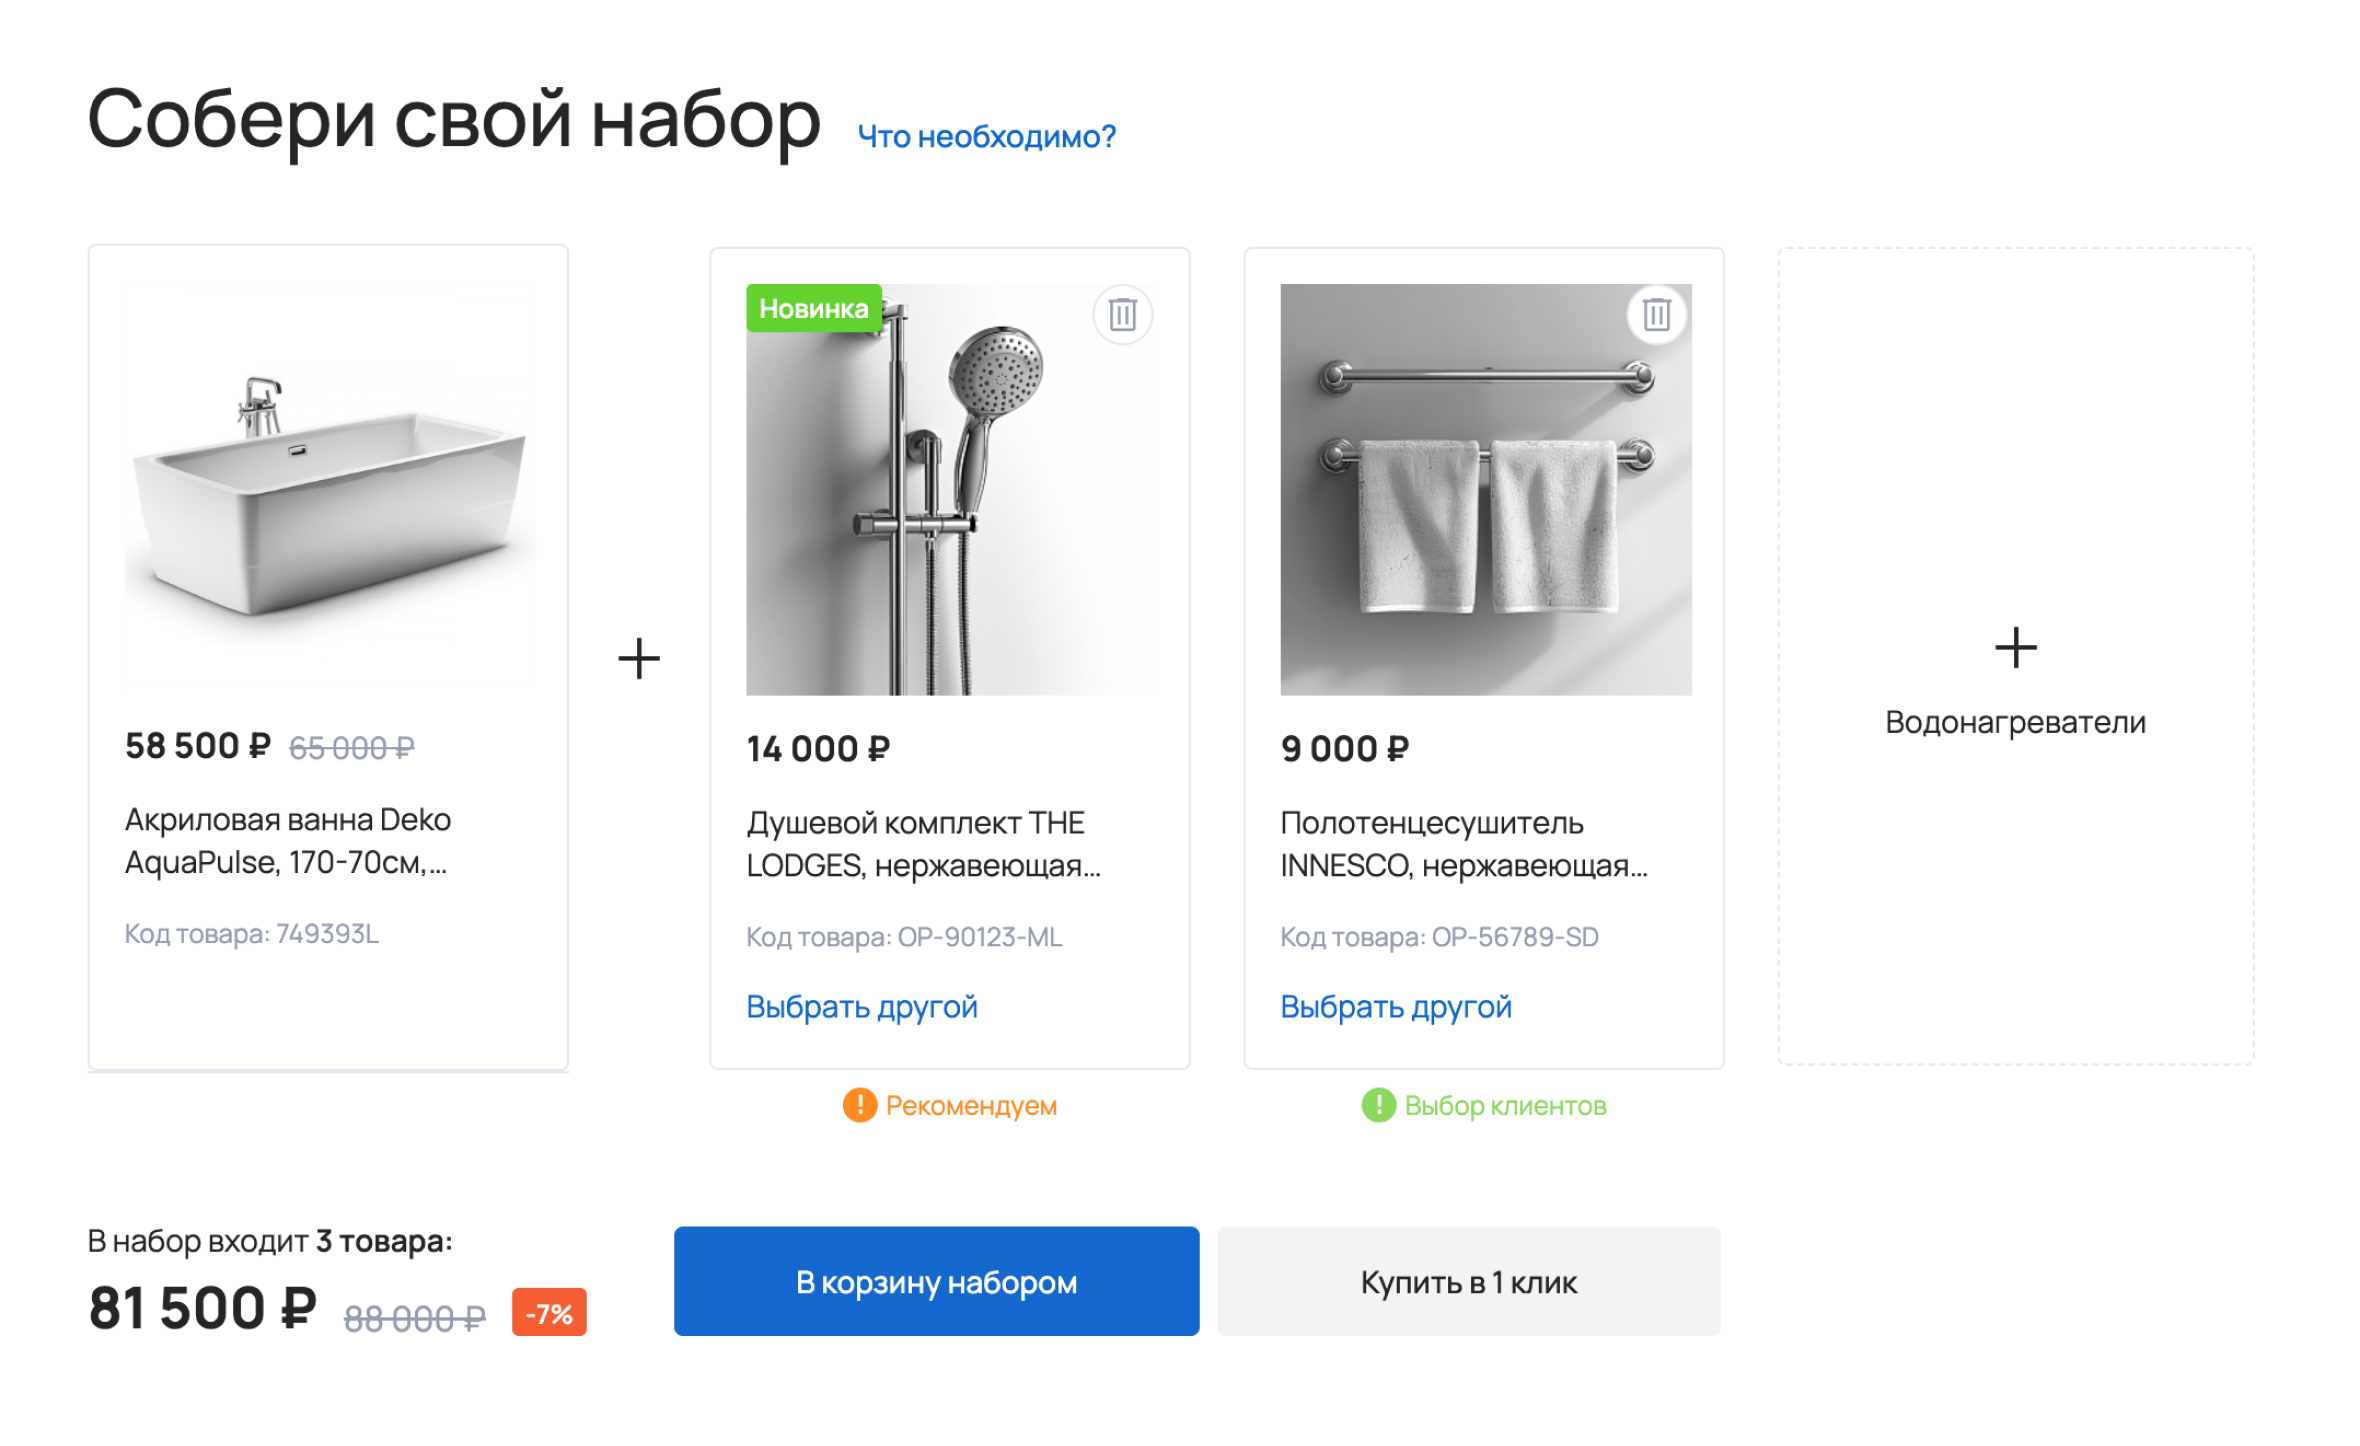 Собери свой набор Что необходимо?
Новинка
58 500 ₽ 65 000 ₽
Акриловая ванна Deko
AquaPulse, 170-70см,...
Код товара: 749393L
14 000 ₽
Душевой комплект THE
LODGES, нержавеющая...
Код товара: OP-90123-ML
Выбрать другой
Рекомендуем
9 000 ₽
Полотенцесушитель
INNESCO, нержавеющая...
Код товара: OP-56789-SD
Выбрать другой
Выбор клиентов
Водонагреватели
В набор входит 3 товара:
81 500 ₽ 88 000 ₽ -7%
В корзину набором
Купить в 1 клик